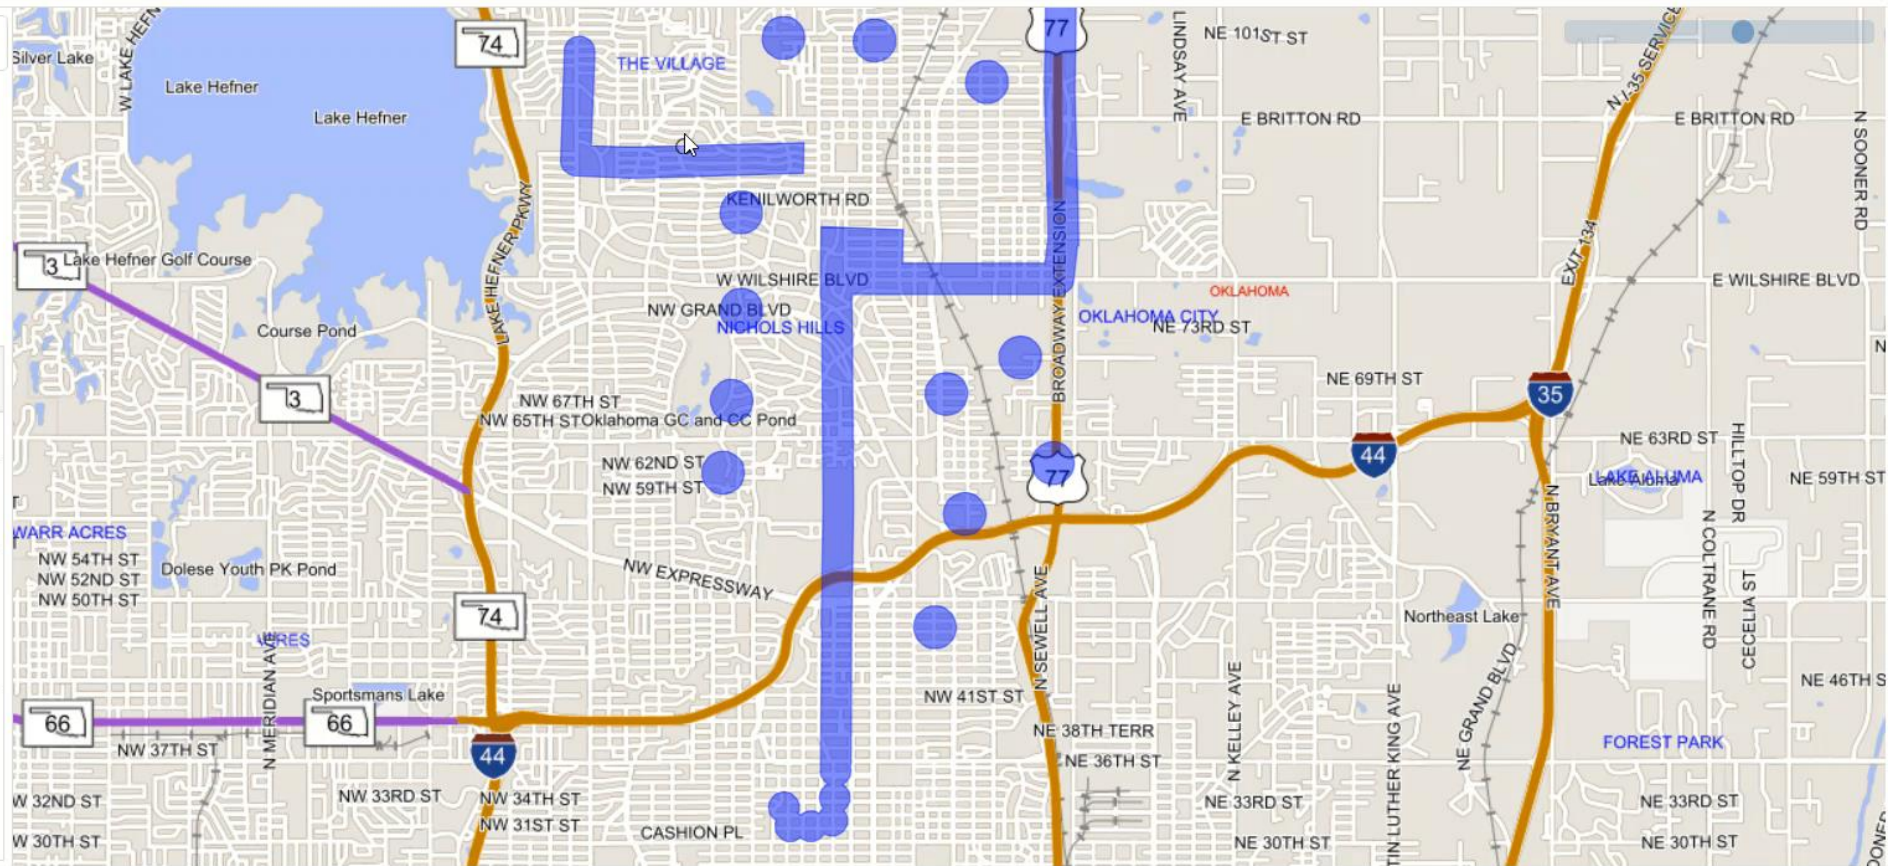 74
77
W LAKE HEFN
Silver Lake
THE VILLAGE
LINDSAY AVE
NE 101ST ST
N I-35 SERVICE
Lake Hefner
Lake Hefner
E BRITTON RD
E BRITTON RD
N SOONER RD
KENILWORTH RD
LAKE HEFNER PKWY
BROADWAY EXTENSION
EXIT 134
3
Lake Hefner Golf Course
W WILSHIRE BLVD
E WILSHIRE BLVD
OKLAHOMA
NW GRAND BLVD
NICHOLS HILLS
OKLAHOMA CITY
NE 73RD ST
Course Pond
N
NE 69TH ST
35
3
NW 67TH ST
NW 65TH ST
Oklahoma GC and CC Pond
NE 63RD ST
HILLTOP DR
44
NW 62ND ST
77
NW 59TH ST
LAKE ALUMA
Lake Aluma
NE 59TH ST
WARR ACRES
N BRYANT AVE
N COLTRANE RD
NW 54TH ST
Dolese Youth PK Pond
NW 52ND ST
NW EXPRESSWAY
NW 50TH ST
CECELIA ST
74
N SEWELL AVE
Northeast Lake
ACRES
N MERIDIAN AVE
NE GRAND BLVD
Sportsmans Lake
NW 41ST ST
N KELLEY AVE
NE 46TH S
66
66
NE 38TH TERR
TIN LUTHER KING AVE
FOREST PARK
NW 37TH ST
44
NE 36TH ST
W 32ND ST
NW 33RD ST
NW 34TH ST
NE 33RD ST
NE 33RD ST
NW 31ST ST
CASHION PL
W 30TH ST
NE 30TH ST
NE 30TH ST